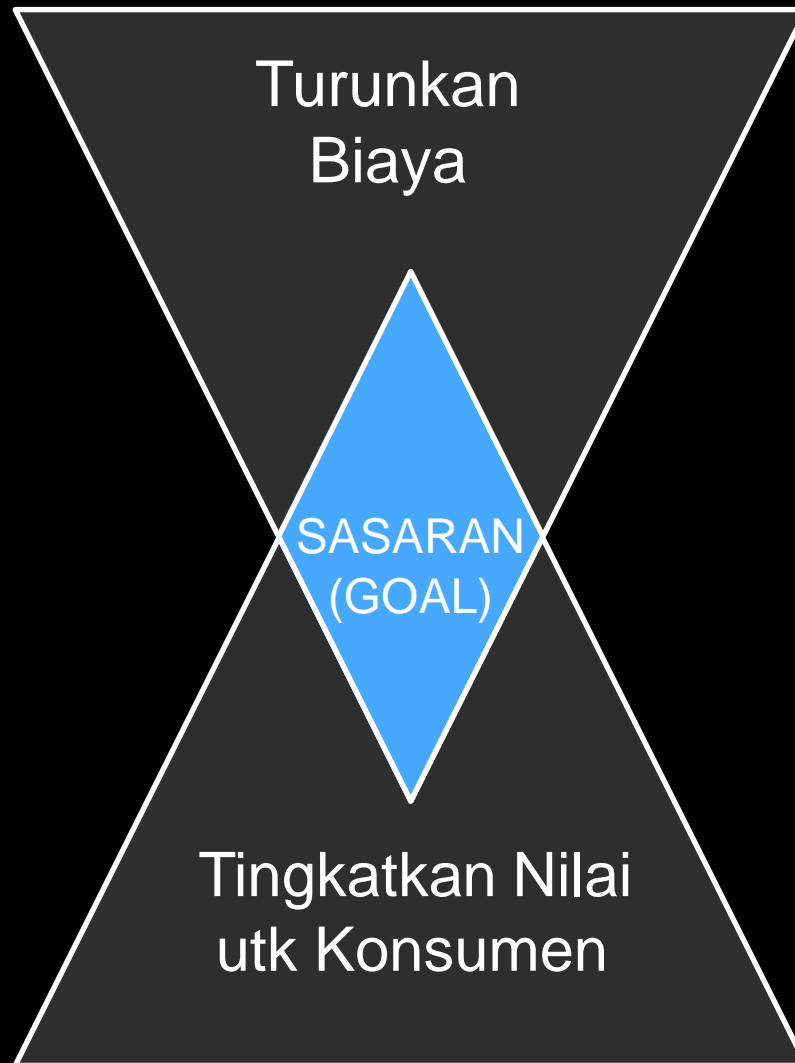 Turunkan
Biaya
SASARAN
(GOAL)
Tingkatkan Nilai
utk Konsumen